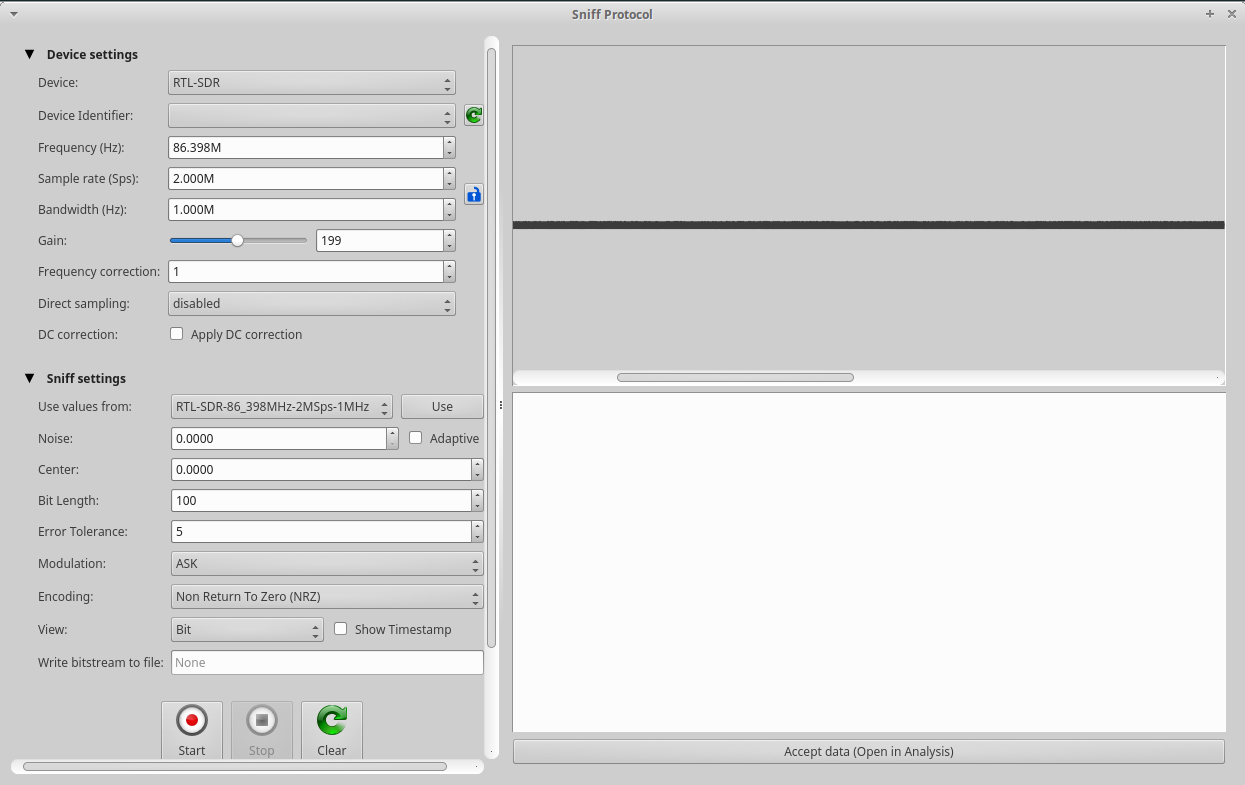 Sniff Protocol
Device settings
Device: RTL-SDR
Device Identifier:
Frequency (Hz): 86.398M
Sample rate (Sps): 2.000M
Bandwidth (Hz): 1.000M
Gain: 199
Frequency correction: 1
Direct sampling: disabled
DC correction: Apply DC correction
Sniff settings
Use values from: RTL-SDR-86_398MHz-2MSps-1MHz Use
Noise: 0.0000 Adaptive
Center: 0.0000
Bit Length: 100
Error Tolerance: 5
Modulation: ASK
Encoding: Non Return To Zero (NRZ)
View: Bit Show Timestamp
Write bitstream to file: None
Start Stop Clear
Accept data (Open in Analysis)